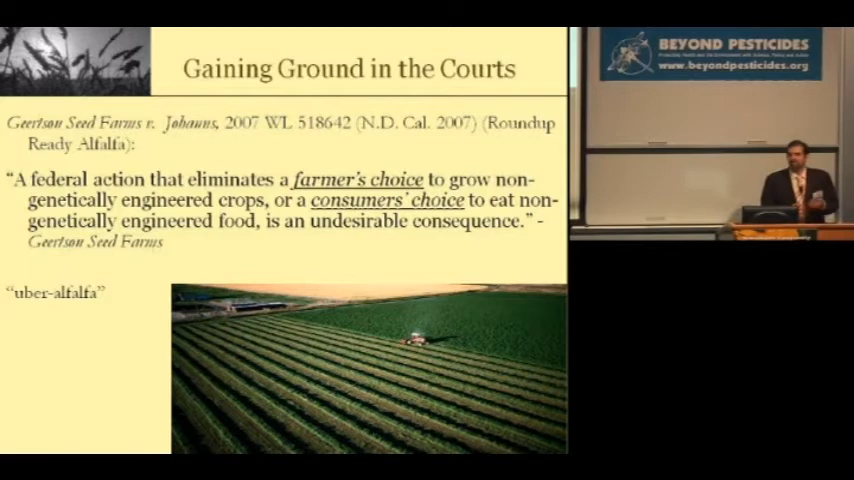 Gaining Ground in the Courts
Geertson Seed Farms v. Johanns, 2007 WL 518642 (N.D. Cal. 2007) (Roundup
Ready Alfalfa):
“A federal action that eliminates a farmer's choice to grow non-
genetically engineered crops, or a consumers' choice to eat non-
genetically engineered food, is an undesirable consequence.” -
Geertson Seed Farms
“uber-alfalfa”
BEYOND PESTICIDES
www.beyondpesticides.org